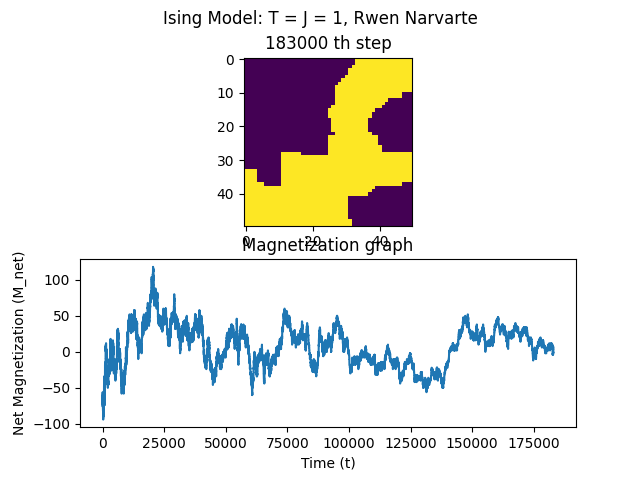 Ising Model: T = J = 1, Rwen Narvarte
183000 th step
0
10
20
30
40
0 20 40
Magnetization graph
Net Magnetization (M_net)
100
50
0
−50
−100
0 25000 50000 75000 100000 125000 150000 175000
Time (t)